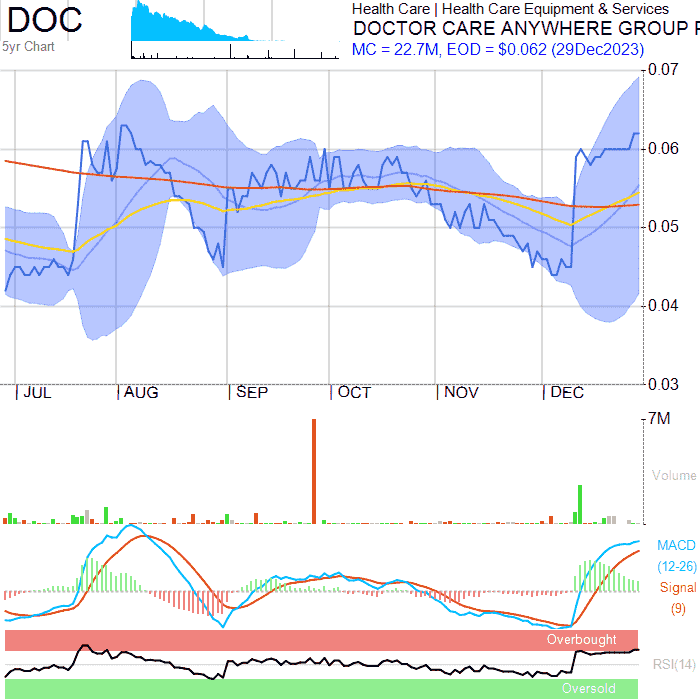 DOC
5yr Chart
Health Care | Health Care Equipment & Services
DOCTOR CARE ANYWHERE GROUP P
MC = 22.7M, EOD = $0.062 (29Dec2023)
0.07
0.06
0.05
0.04
0.03
JUL AUG SEP OCT NOV DEC
7M
Volume
MACD
(12-26)
Signal
(9)
Overbought
RSI(14)
Oversold